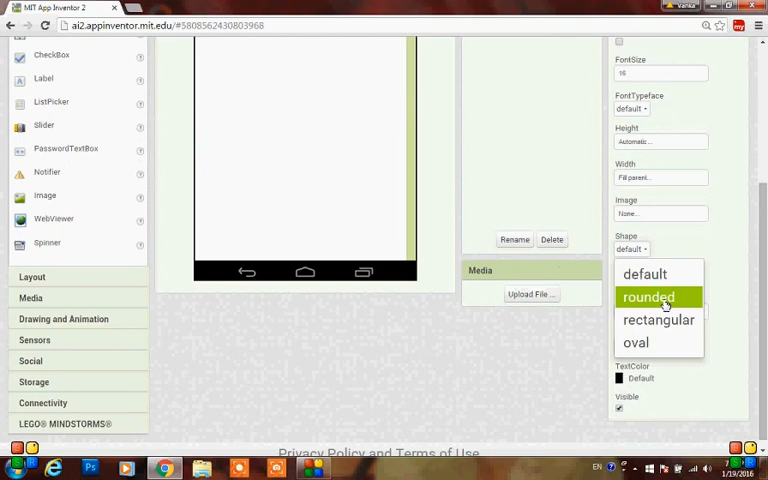 MIT App Inventor 2
Vanka
ai2.appinventor.mit.edu/#5808562430803968
my
CheckBox
Label
ListPicker
Slider
PasswordTextBox
Notifier
Image
WebViewer
Spinner
Layout
Media
Drawing and Animation
Sensors
Social
Storage
Connectivity
LEGO® MINDSTORMS®
Rename
Delete
Media
Upload File ...
FontSize
16
FontTypeface
default
Height
Automatic...
Width
Fill parent...
Image
None...
Shape
default
default
rounded
rectangular
oval
TextColor
Default
Visible
Privacy Policy and Terms of Use
EN
1/19/2016